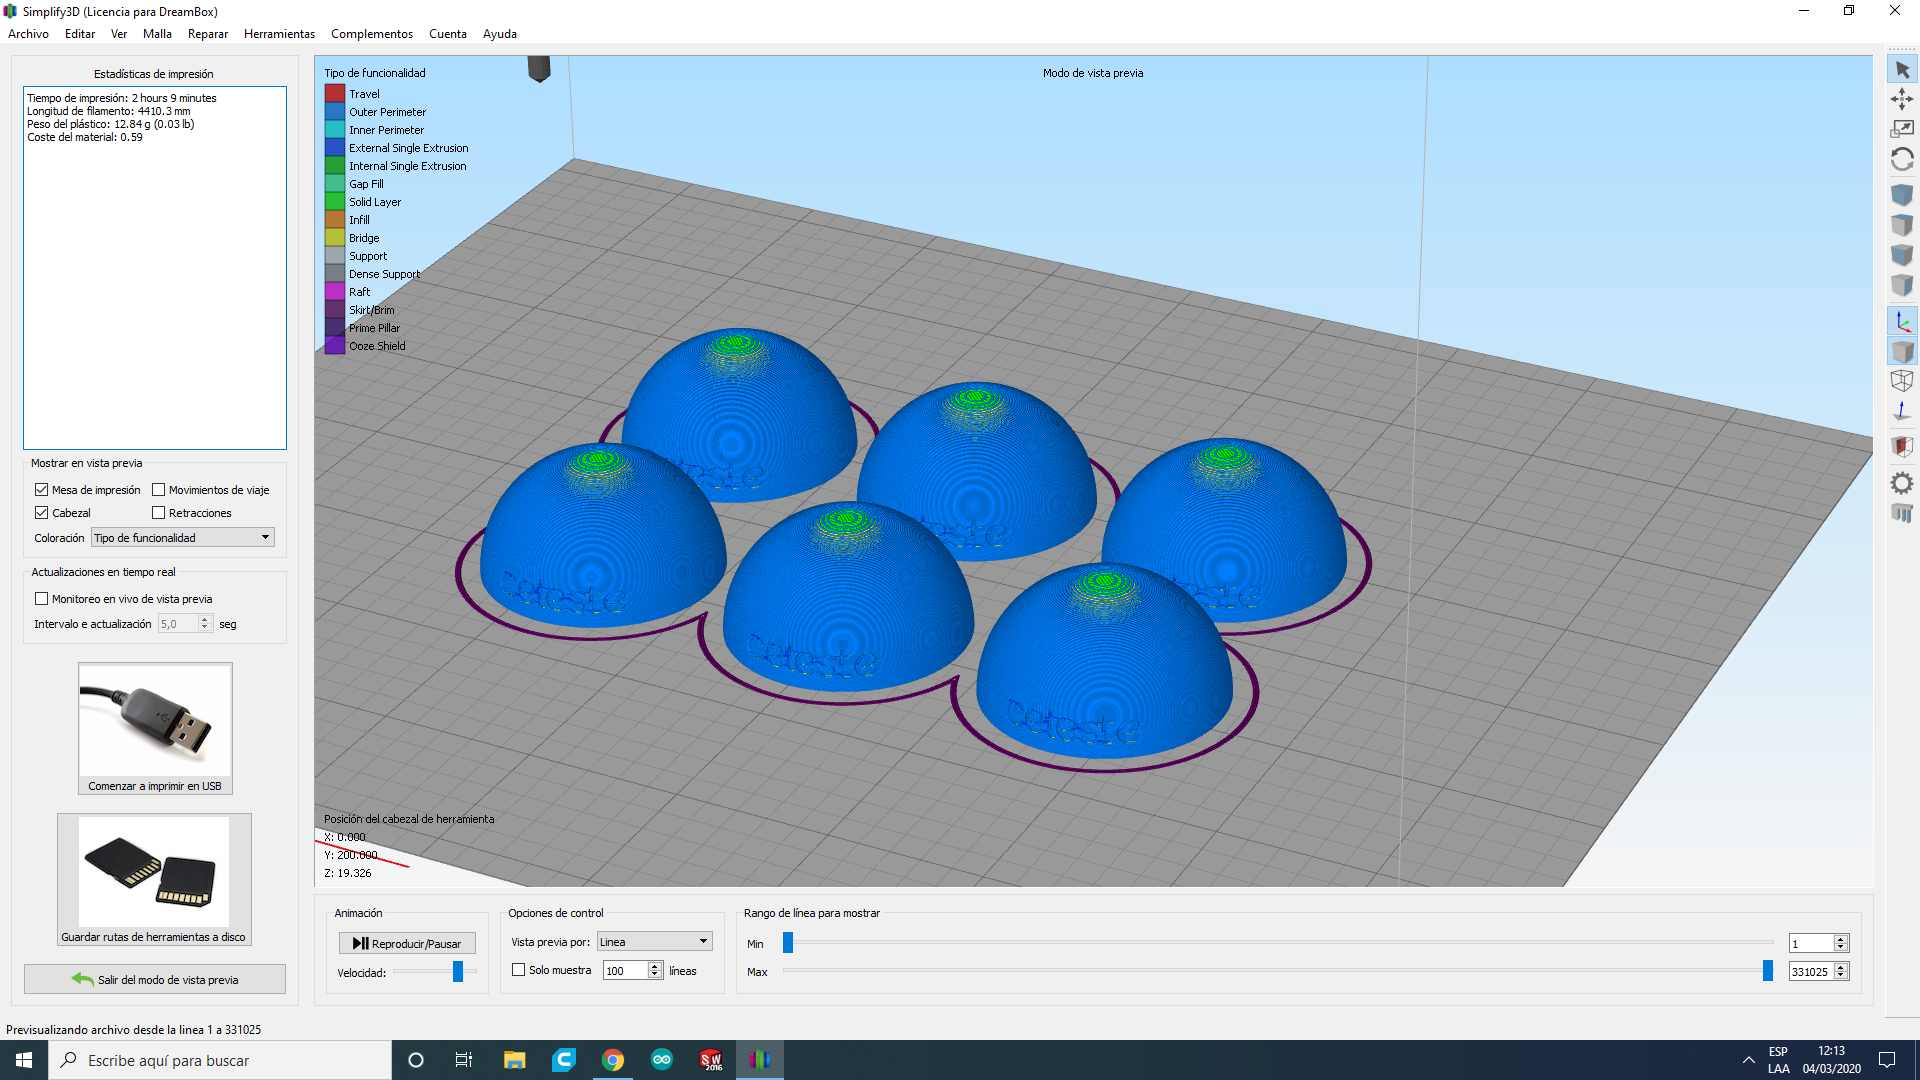 Simplify3D (Licencia para DreamBox)
Archivo Editar Ver Malla Reparar Herramientas Complementos Cuenta Ayuda
Estadísticas de impresión
Tiempo de impresión: 2 hours 9 minutes
Longitud de filamento: 4410.3 mm
Peso del plástico: 12.84 g (0.03 lb)
Coste del material: 0.59
Mostrar en vista previa
Mesa de impresión Movimientos de viaje
Cabezal Retracciones
Coloración Tipo de funcionalidad
Actualizaciones en tiempo real
Monitoreo en vivo de vista previa
Intervalo e actualización 5,0 seg
Comenzar a imprimir en USB
Guardar rutas de herramientas a disco
Salir del modo de vista previa
Tipo de funcionalidad
Travel
Outer Perimeter
Inner Perimeter
External Single Extrusion
Internal Single Extrusion
Gap Fill
Solid Layer
Infill
Bridge
Support
Dense Support
Raft
Skirt/Brim
Prime Pillar
Ooze Shield
Modo de vista previa
Celeste
Celeste
Celeste
Posición del cabezal de herramienta
X: 0.000
Y: 200.000
Z: 19.326
Animación
Reproducir/Pausar
Velocidad:
Opciones de control
Vista previa por: Linea
Solo muestra 100 líneas
Rango de línea para mostrar
Min 1
Max 331025
Previsualizando archivo desde la linea 1 a 331025
Escribe aquí para buscar
SW
2016
ESP
LAA
12:13
04/03/2020